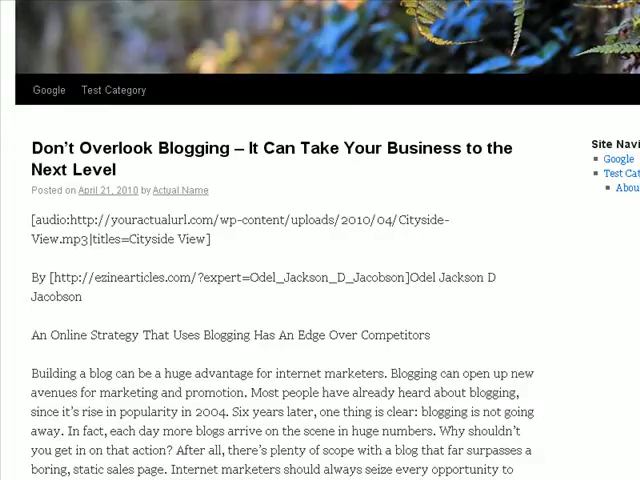 Google Test Category
Don't Overlook Blogging – It Can Take Your Business to the
Next Level
Posted on April 21, 2010 by Actual Name
[audio:http://youractualurl.com/wp-content/uploads/2010/04/Cityside-
View.mp3|titles=Cityside View]
By [http://ezinearticles.com/?expert=Odel_Jackson_D_Jacobson]Odel Jackson D
Jacobson
An Online Strategy That Uses Blogging Has An Edge Over Competitors
Building a blog can be a huge advantage for internet marketers. Blogging can open up new
avenues for marketing and promotion. Most people have already heard about blogging,
since it's rise in popularity in 2004. Six years later, one thing is clear: blogging is not going
away. In fact, each day more blogs arrive on the scene in huge numbers. Why shouldn't
you get in on that action? After all, there's plenty of scope with a blog that far surpasses a
boring, static sales page. Internet marketers should always seize every opportunity to
Site Navi
Google
Test Cat
Abou